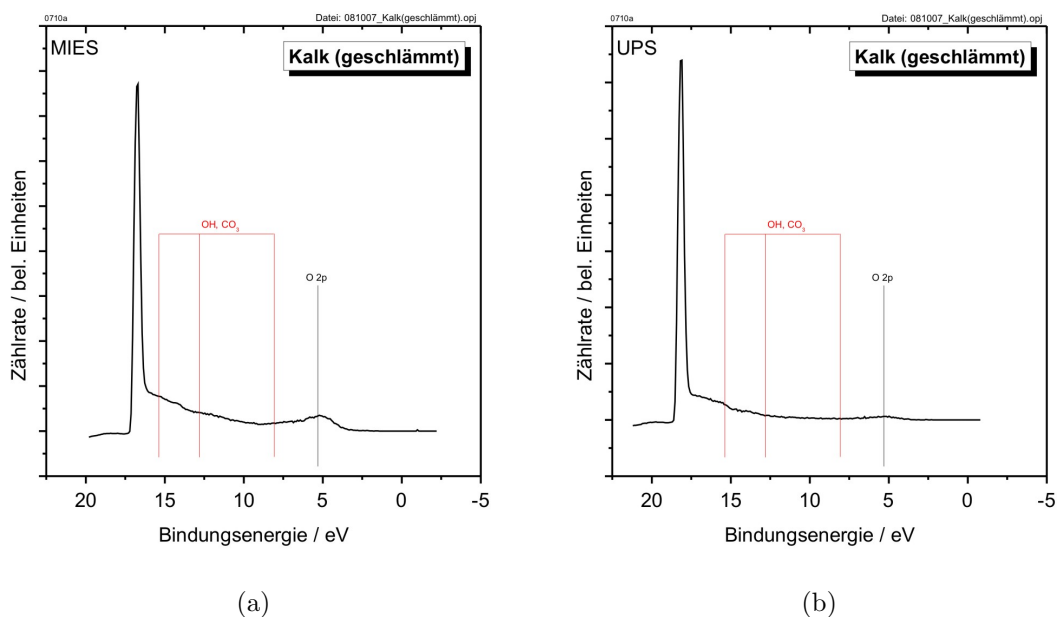 0710a
Datei: 081007_Kalk(geschlämmt).opj
MIES
Kalk (geschlämmt)
OH, CO3
O 2p
Zählrate / bel. Einheiten
20 15 10 5 0 -5
Bindungsenergie / eV
(a)
0710a
Datei: 081007_Kalk(geschlämmt).opj
UPS
Kalk (geschlämmt)
OH, CO3
O 2p
Zählrate / bel. Einheiten
20 15 10 5 0 -5
Bindungsenergie / eV
(b)